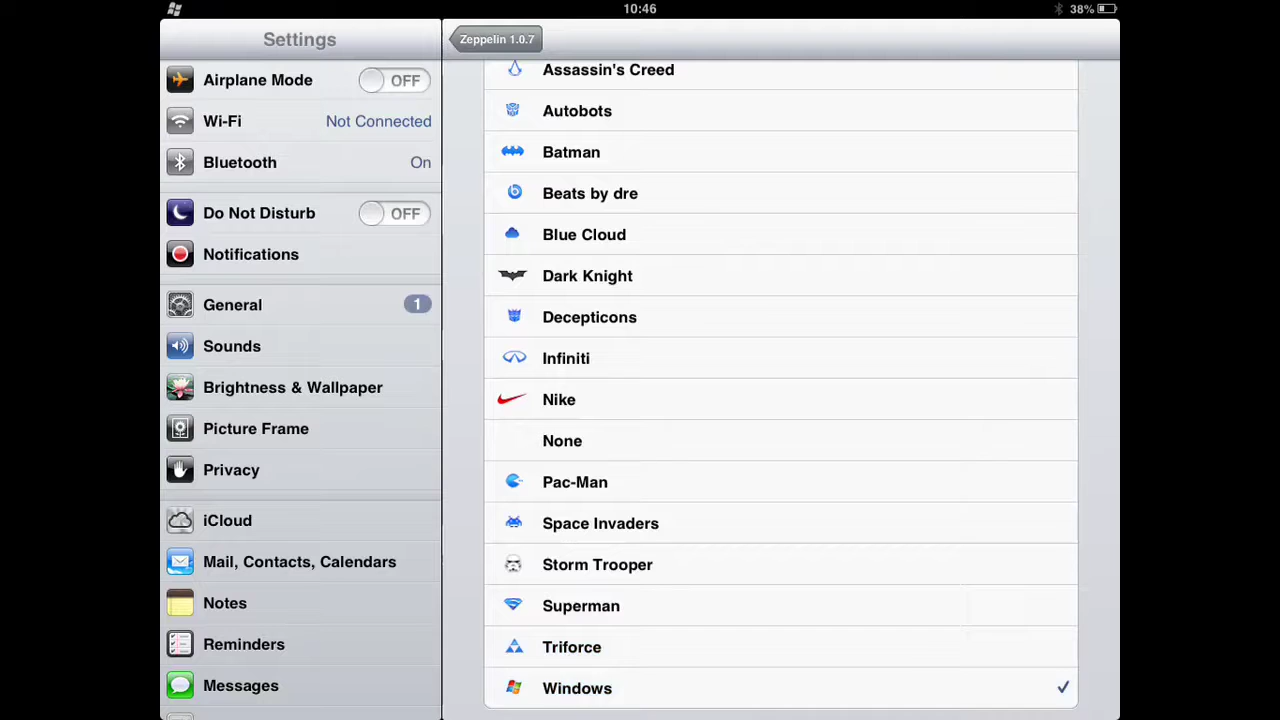 10:46
38%
Settings
Zeppelin 1.0.7
Airplane Mode OFF
Wi-Fi Not Connected
Bluetooth On
Do Not Disturb OFF
Notifications
General 1
Sounds
Brightness & Wallpaper
Picture Frame
Privacy
iCloud
Mail, Contacts, Calendars
Notes
Reminders
Messages
Assassin's Creed
Autobots
Batman
Beats by dre
Blue Cloud
Dark Knight
Decepticons
Infiniti
Nike
None
Pac-Man
Space Invaders
Storm Trooper
Superman
Triforce
Windows